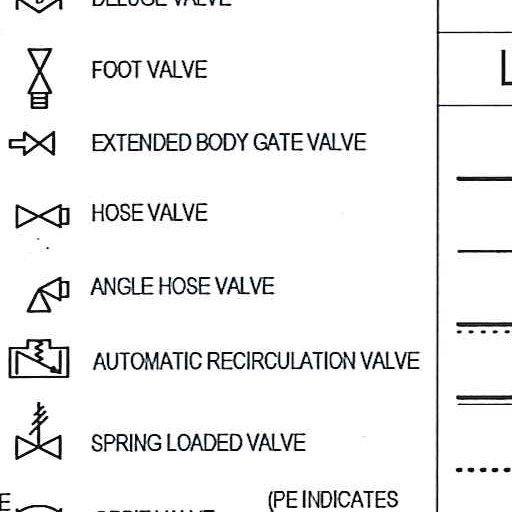 DELUGE VALVE
FOOT VALVE
L
EXTENDED BODY GATE VALVE
HOSE VALVE
ANGLE HOSE VALVE
AUTOMATIC RECIRCULATION VALVE
SPRING LOADED VALVE
E
(PE INDICATES